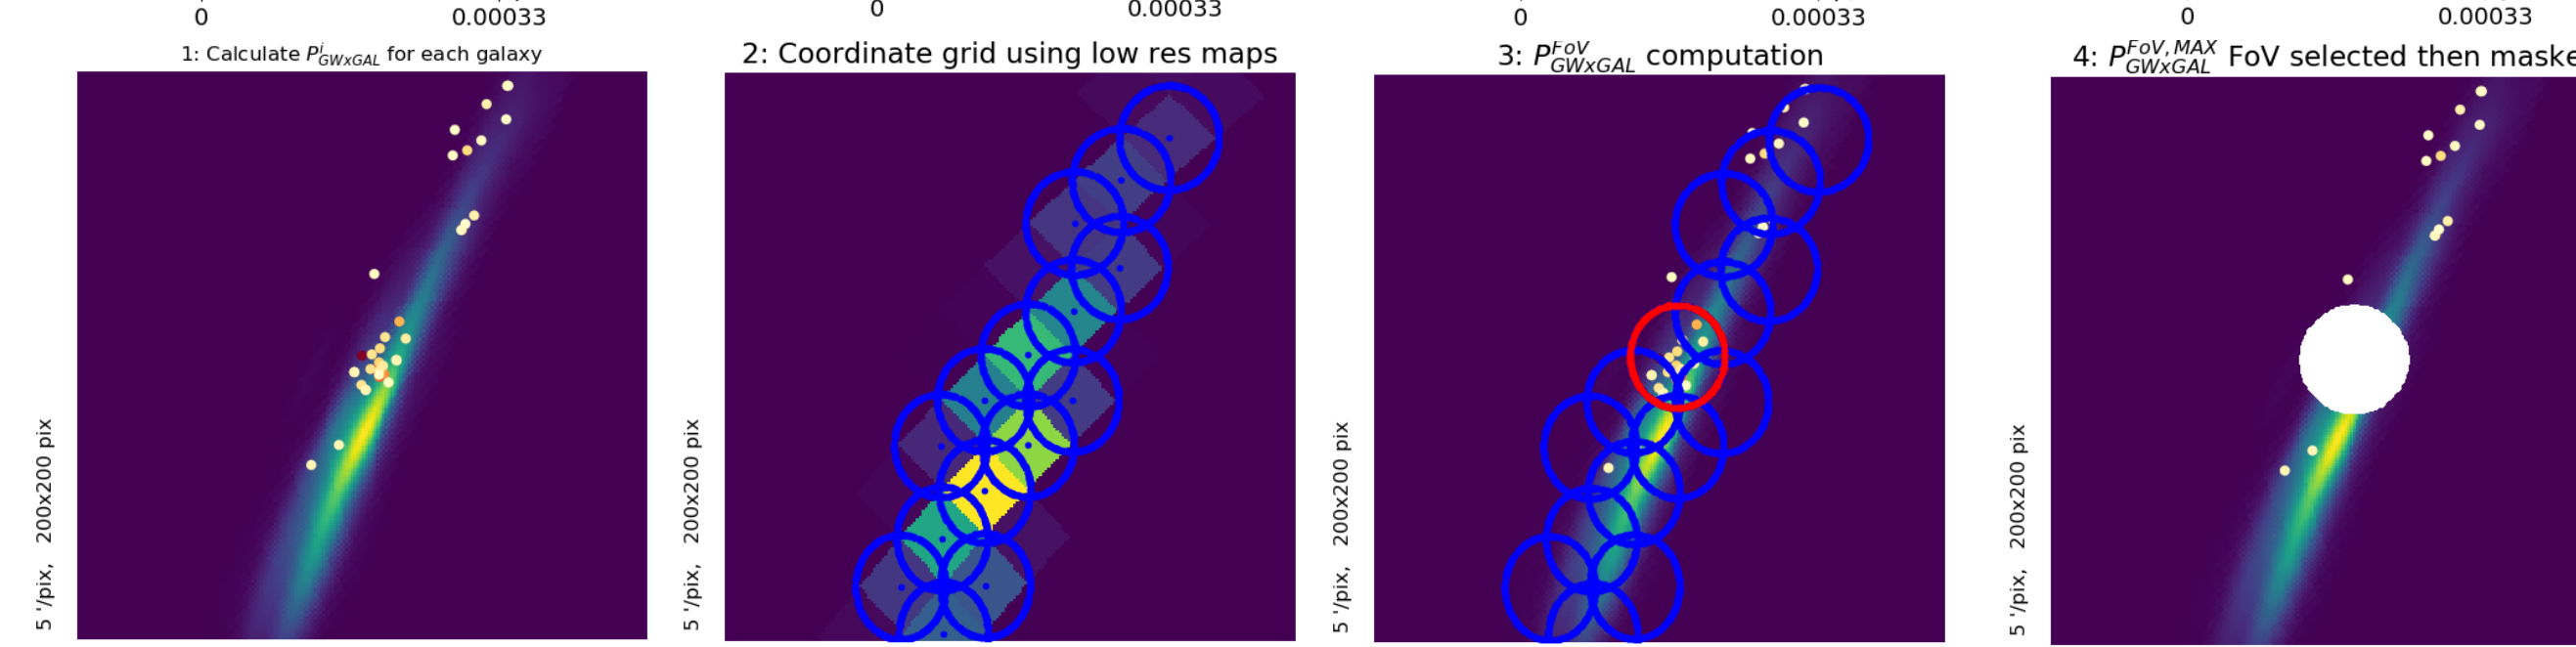 0 0.00033 0 0.00033 0 0.00033 0 0.00033
1: Calculate P^i_GWxGAL for each galaxy
2: Coordinate grid using low res maps
3: P^FoV_GWxGAL computation
4: P^FoV,MAX_GWxGAL FoV selected then maske
5 '/pix, 200x200 pix
5 '/pix, 200x200 pix
5 '/pix, 200x200 pix
5 '/pix, 200x200 pix